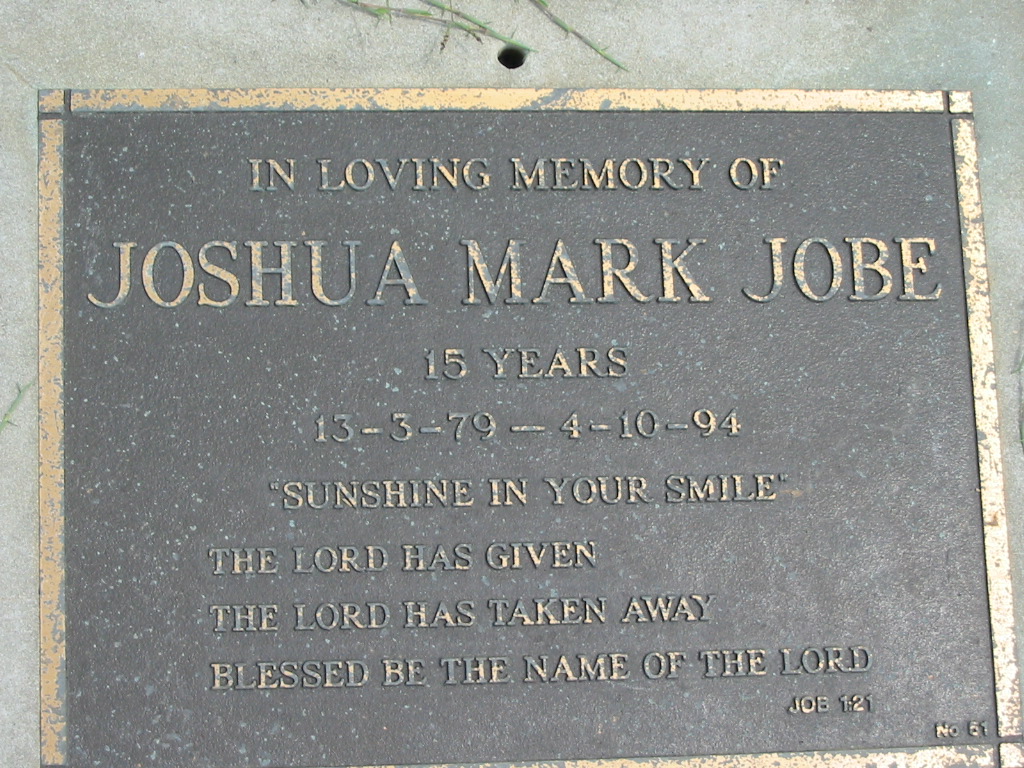 IN LOVING MEMORY OF
JOSHUA MARK JOBE
15 YEARS
13-3-79 — 4-10-94
"SUNSHINE IN YOUR SMILE"
THE LORD HAS GIVEN
THE LORD HAS TAKEN AWAY
BLESSED BE THE NAME OF THE LORD
JOB 1:21
No 61